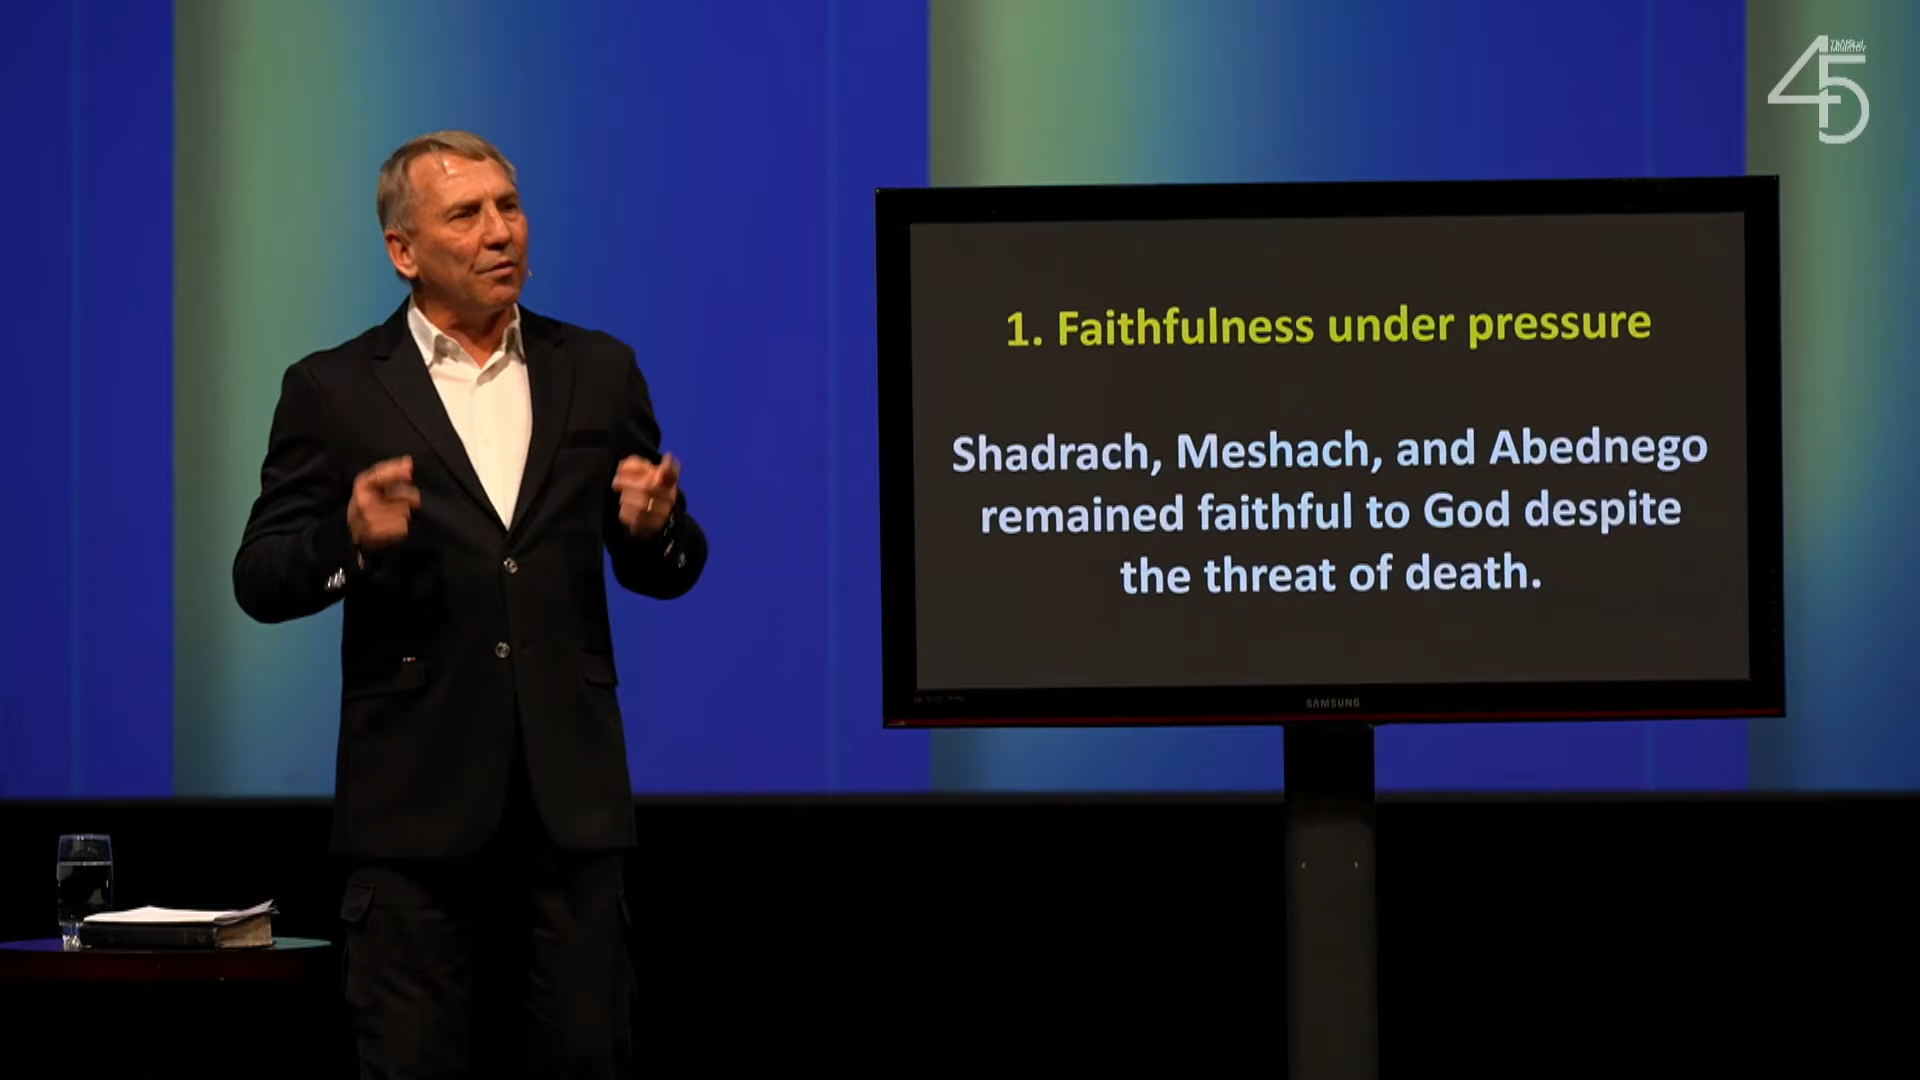 45
1. Faithfulness under pressure
Shadrach, Meshach, and Abednego
remained faithful to God despite
the threat of death.
SAMSUNG